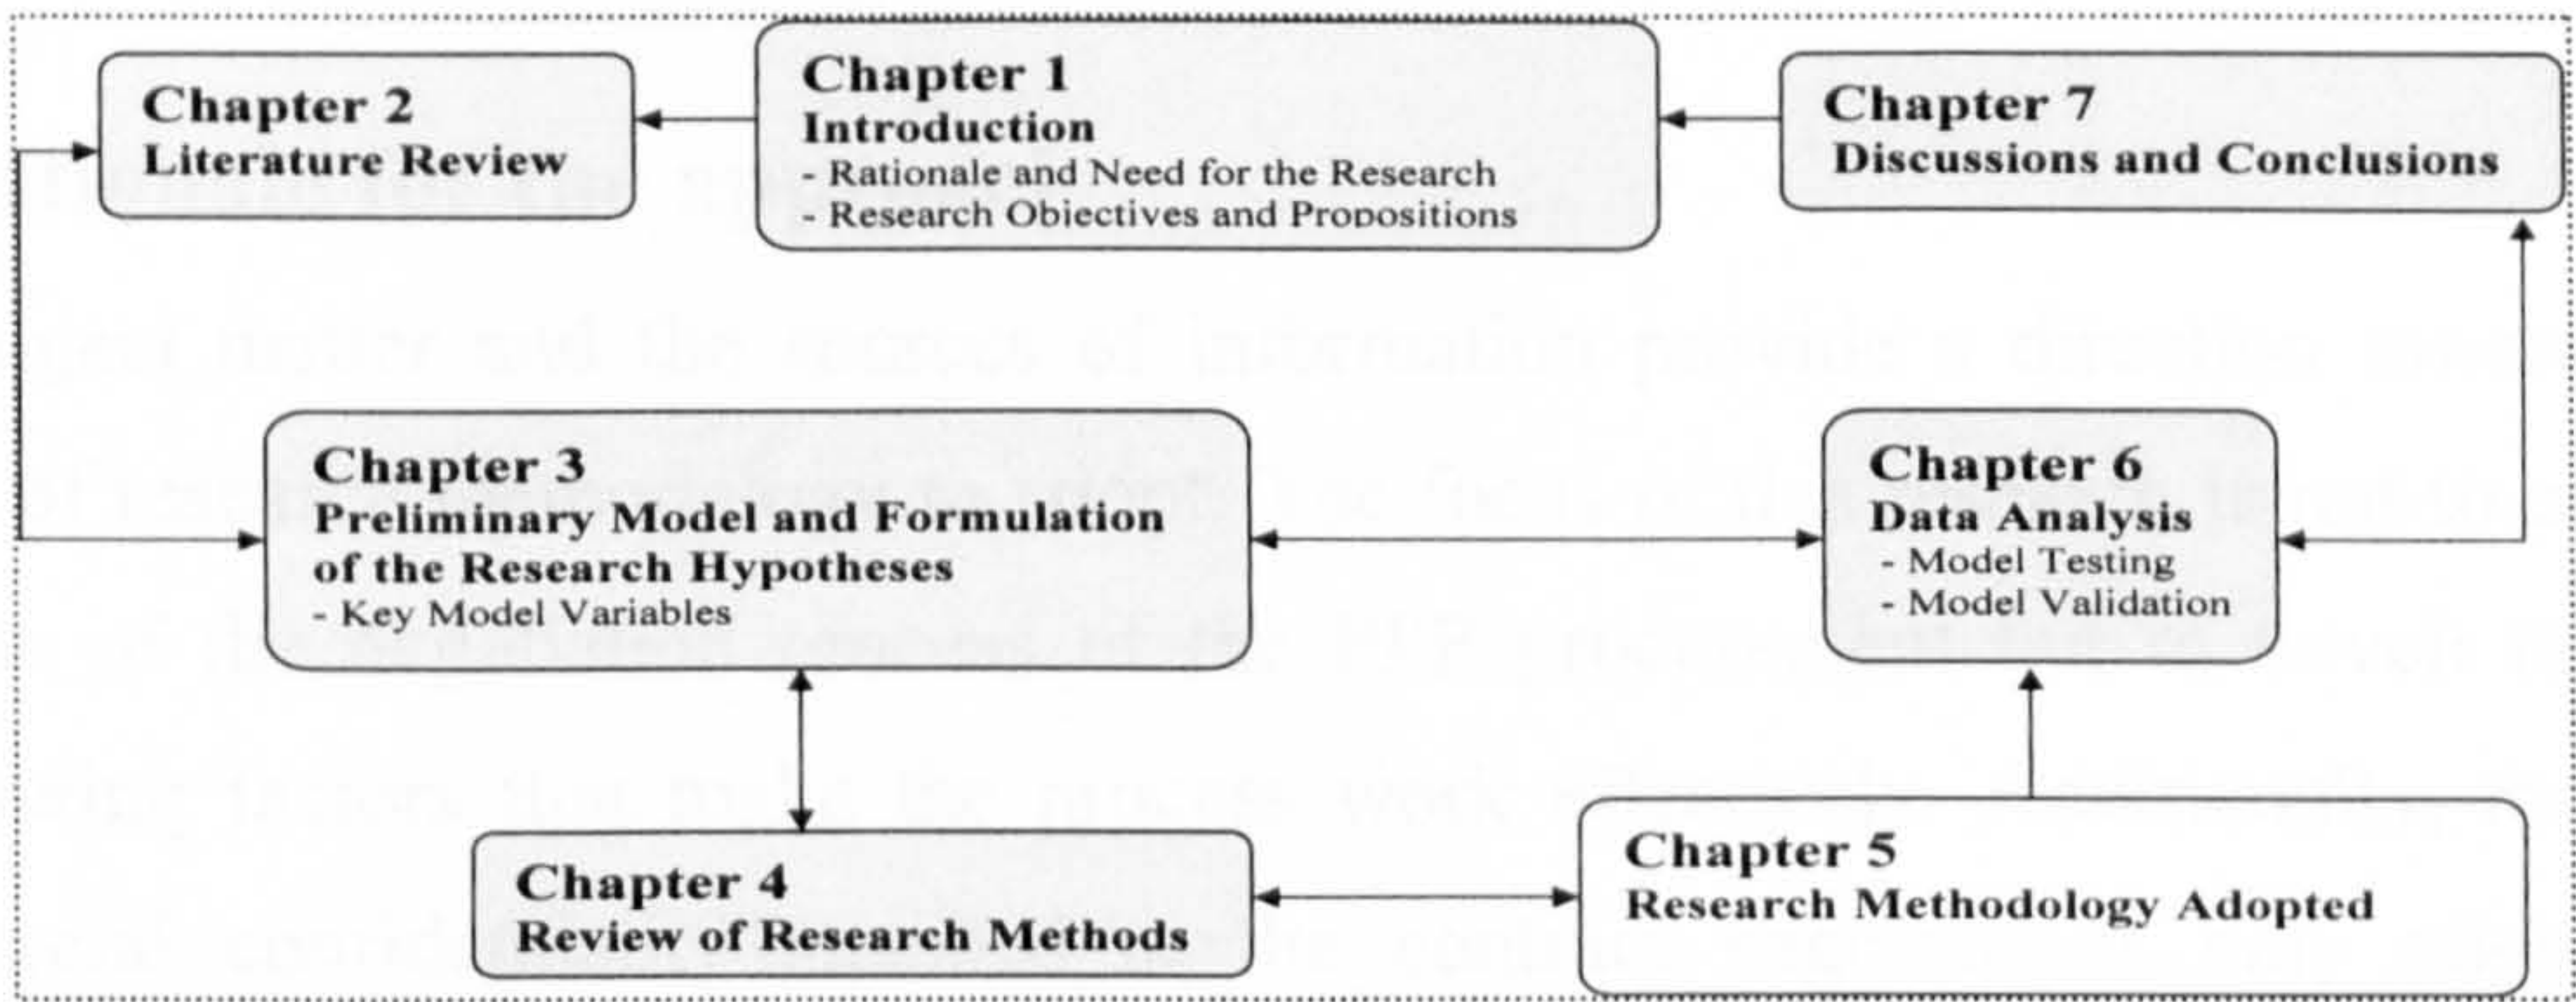 Chapter 2
Literature Review
Chapter 1
Introduction
- Rationale and Need for the Research
- Research Objectives and Propositions
Chapter 7
Discussions and Conclusions
Chapter 3
Preliminary Model and Formulation
of the Research Hypotheses
- Key Model Variables
Chapter 6
Data Analysis
- Model Testing
- Model Validation
Chapter 4
Review of Research Methods
Chapter 5
Research Methodology Adopted